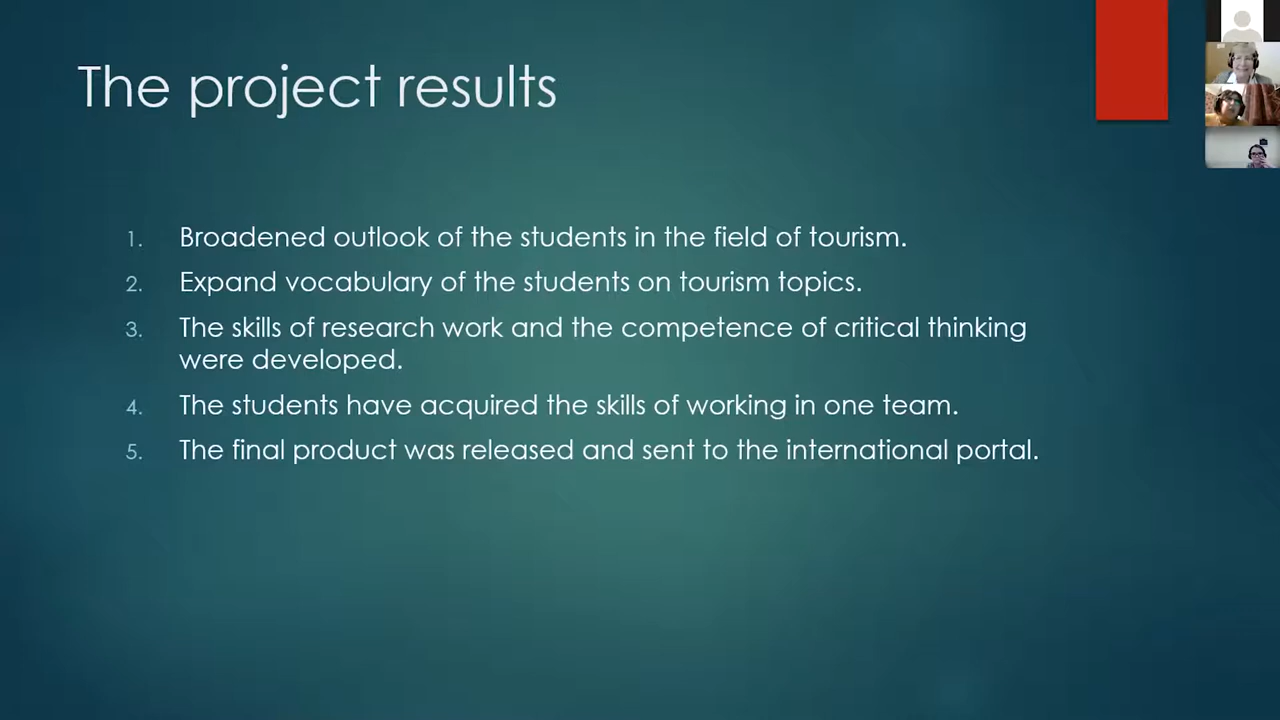 The project results
1. Broadened outlook of the students in the field of tourism.
2. Expand vocabulary of the students on tourism topics.
3. The skills of research work and the competence of critical thinking
were developed.
4. The students have acquired the skills of working in one team.
5. The final product was released and sent to the international portal.